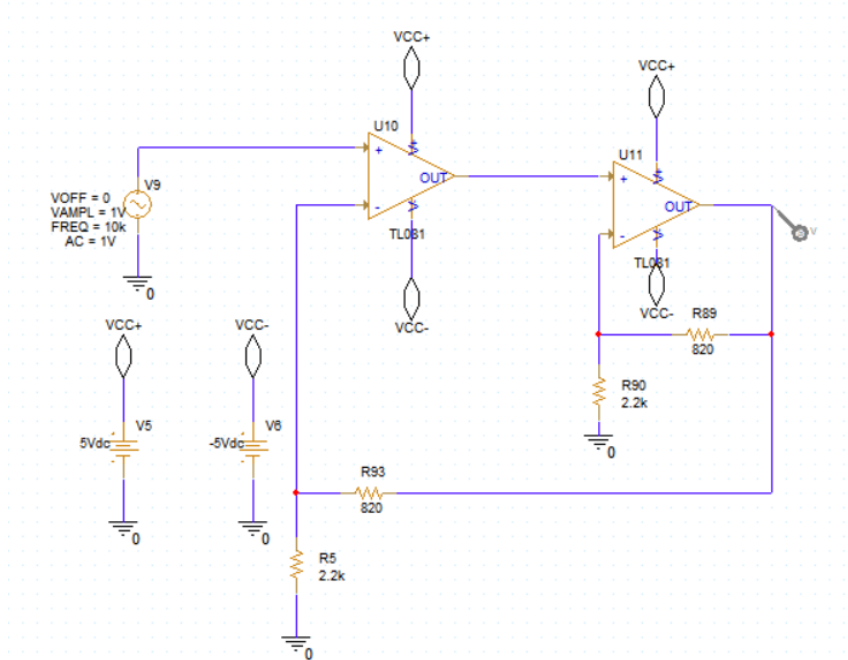 VCC+
VCC+
U10
+
OUT
-
TL081
VCC-
U11
+
OUT
-
TL081
VCC-
V
V9
VOFF = 0
VAMPL = 1V
FREQ = 10k
AC = 1V
0
VCC+
VCC-
V5
5Vdc
0
V6
-5Vdc
0
R89
820
R90
2.2k
0
R93
820
R5
2.2k
0